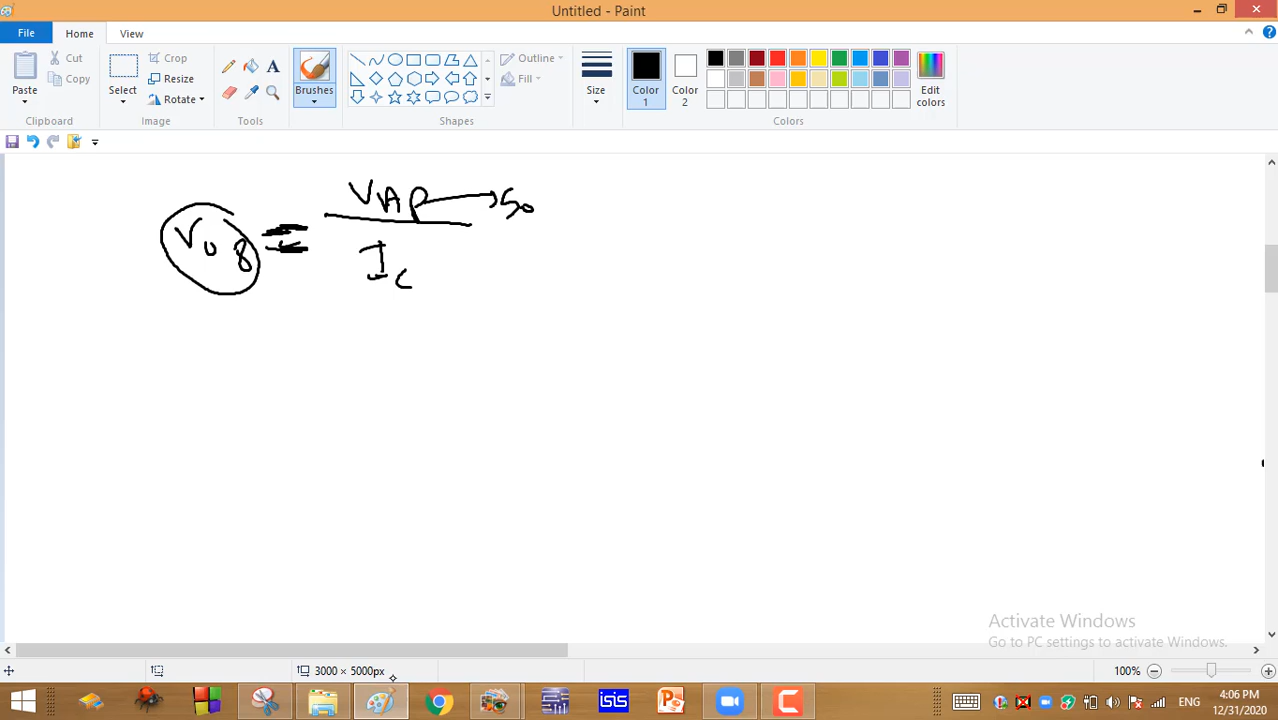 Untitled - Paint
File
Home
View
Cut
Copy
Paste
Clipboard
Select
Crop
Resize
Rotate
Image
Tools
Brushes
Outline
Fill
Shapes
Size
Color 1
Color 2
Edit colors
Colors
VAP → 50
Vo8 =
Ic
Activate Windows
Go to PC settings to activate Windows.
3000 × 5000px
100%
isis
ENG
4:06 PM
12/31/2020